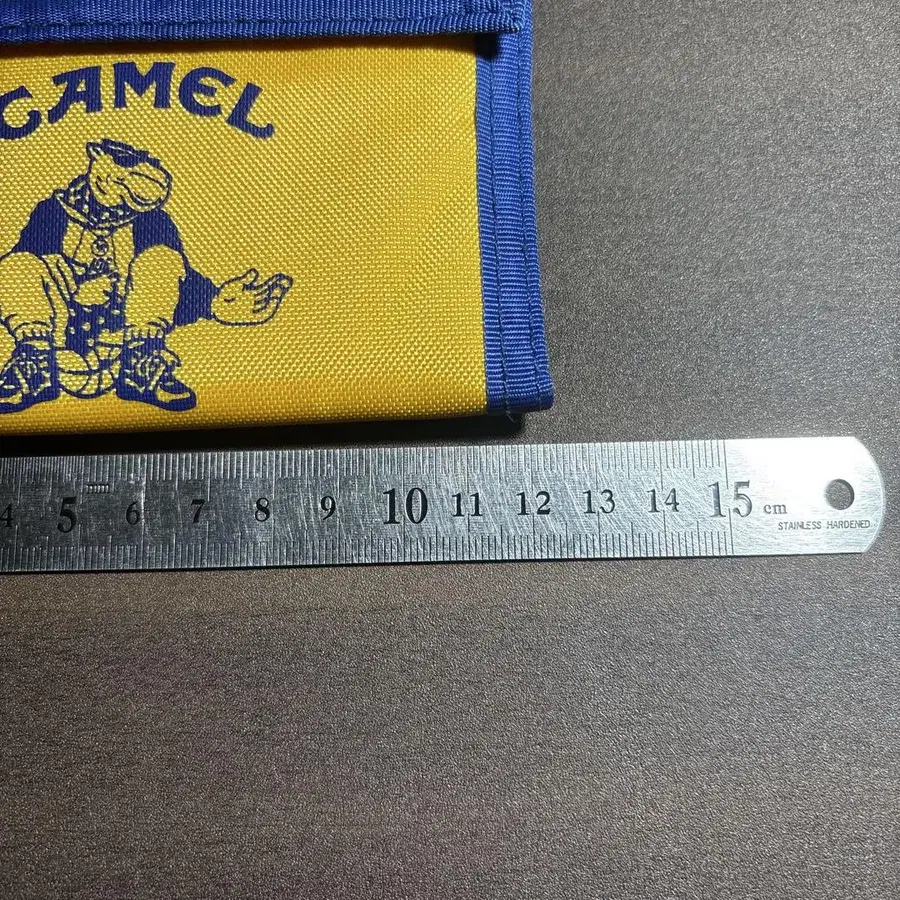 CAMEL
4 5 6 7 8 9 10 11 12 13 14 15 cm
STAINLESS HARDENED